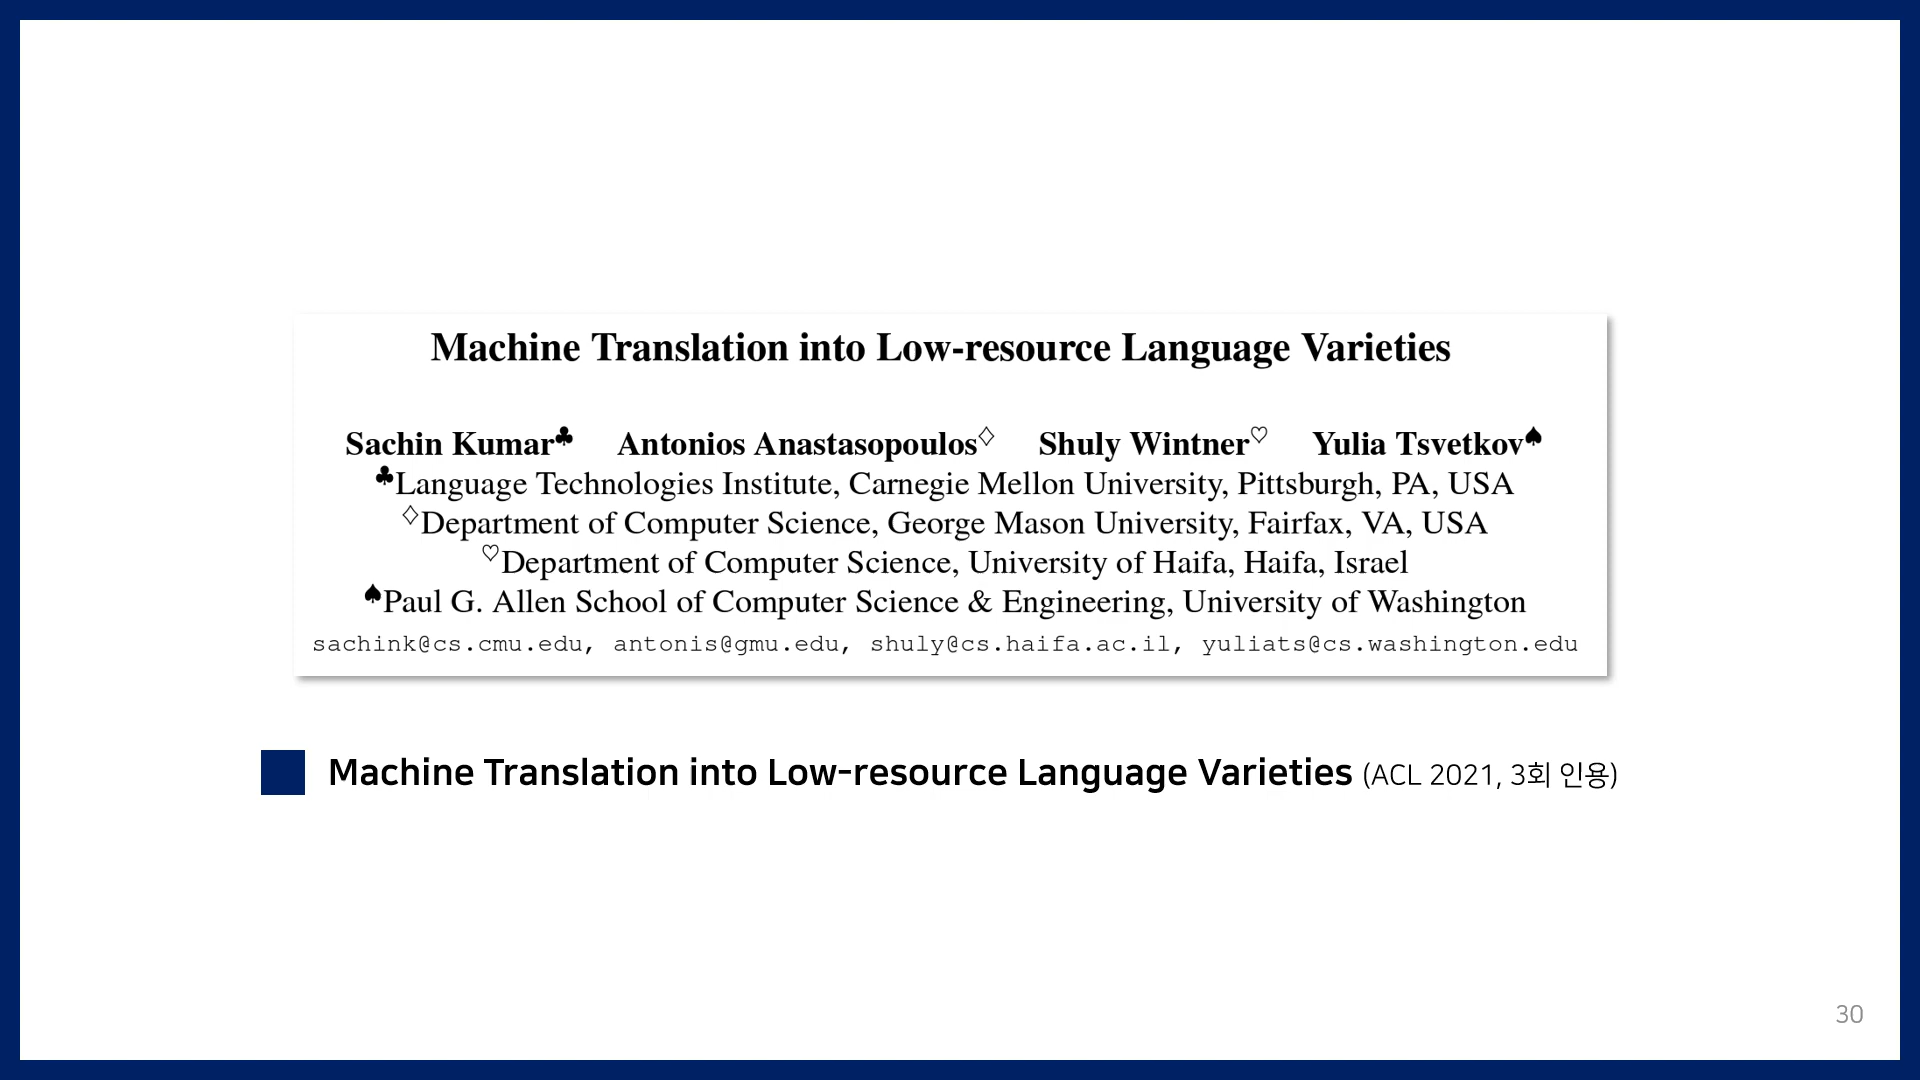 Machine Translation into Low-resource Language Varieties
Sachin Kumar♣ Antonios Anastasopoulos♢ Shuly Wintner♡ Yulia Tsvetkov♠
♣Language Technologies Institute, Carnegie Mellon University, Pittsburgh, PA, USA
♢Department of Computer Science, George Mason University, Fairfax, VA, USA
♡Department of Computer Science, University of Haifa, Haifa, Israel
♠Paul G. Allen School of Computer Science & Engineering, University of Washington
sachink@cs.cmu.edu, antonis@gmu.edu, shuly@cs.haifa.ac.il, yuliats@cs.washington.edu
Machine Translation into Low-resource Language Varieties (ACL 2021, 3회 인용)
30